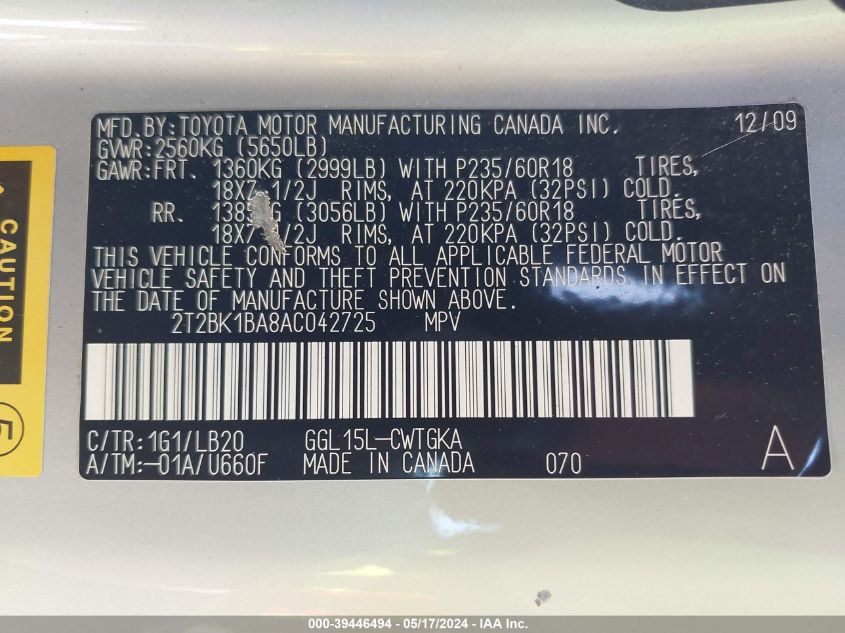 MFD.BY:TOYOTA MOTOR MANUFACTURING CANADA INC. 12/09
GVWR:2560KG (5650LB)
GAWR:FRT. 1360KG (2999LB) WITH P235/60R18 TIRES,
18X7 1/2J RIMS, AT 220KPA (32PSI) COLD.
RR. (3056LB) WITH P235/60R18 TIRES,
18X7 RIMS, AT 220KPA (32PSI) COLD.
THIS VEHICLE CONFORMS TO ALL APPLICABLE FEDERAL MOTOR
VEHICLE SAFETY AND THEFT PREVENTION STANDARDS IN EFFECT ON
THE DATE OF MANUFACTURE SHOWN ABOVE.
2T2BK1BA8AC042725 MPV
C/TR:1G1/LB20 GGL15L-CWTGKA
A/TM:-01A/U660F MADE IN CANADA 070 A
CAUTION
000-39446494 - 05/17/2024 - IAA Inc.